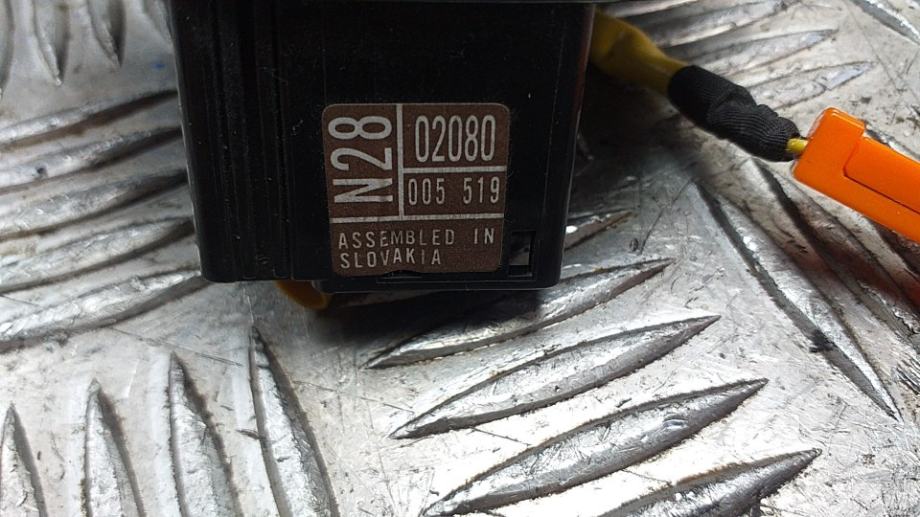 N28
02080
005 519
ASSEMBLED IN
SLOVAKIA